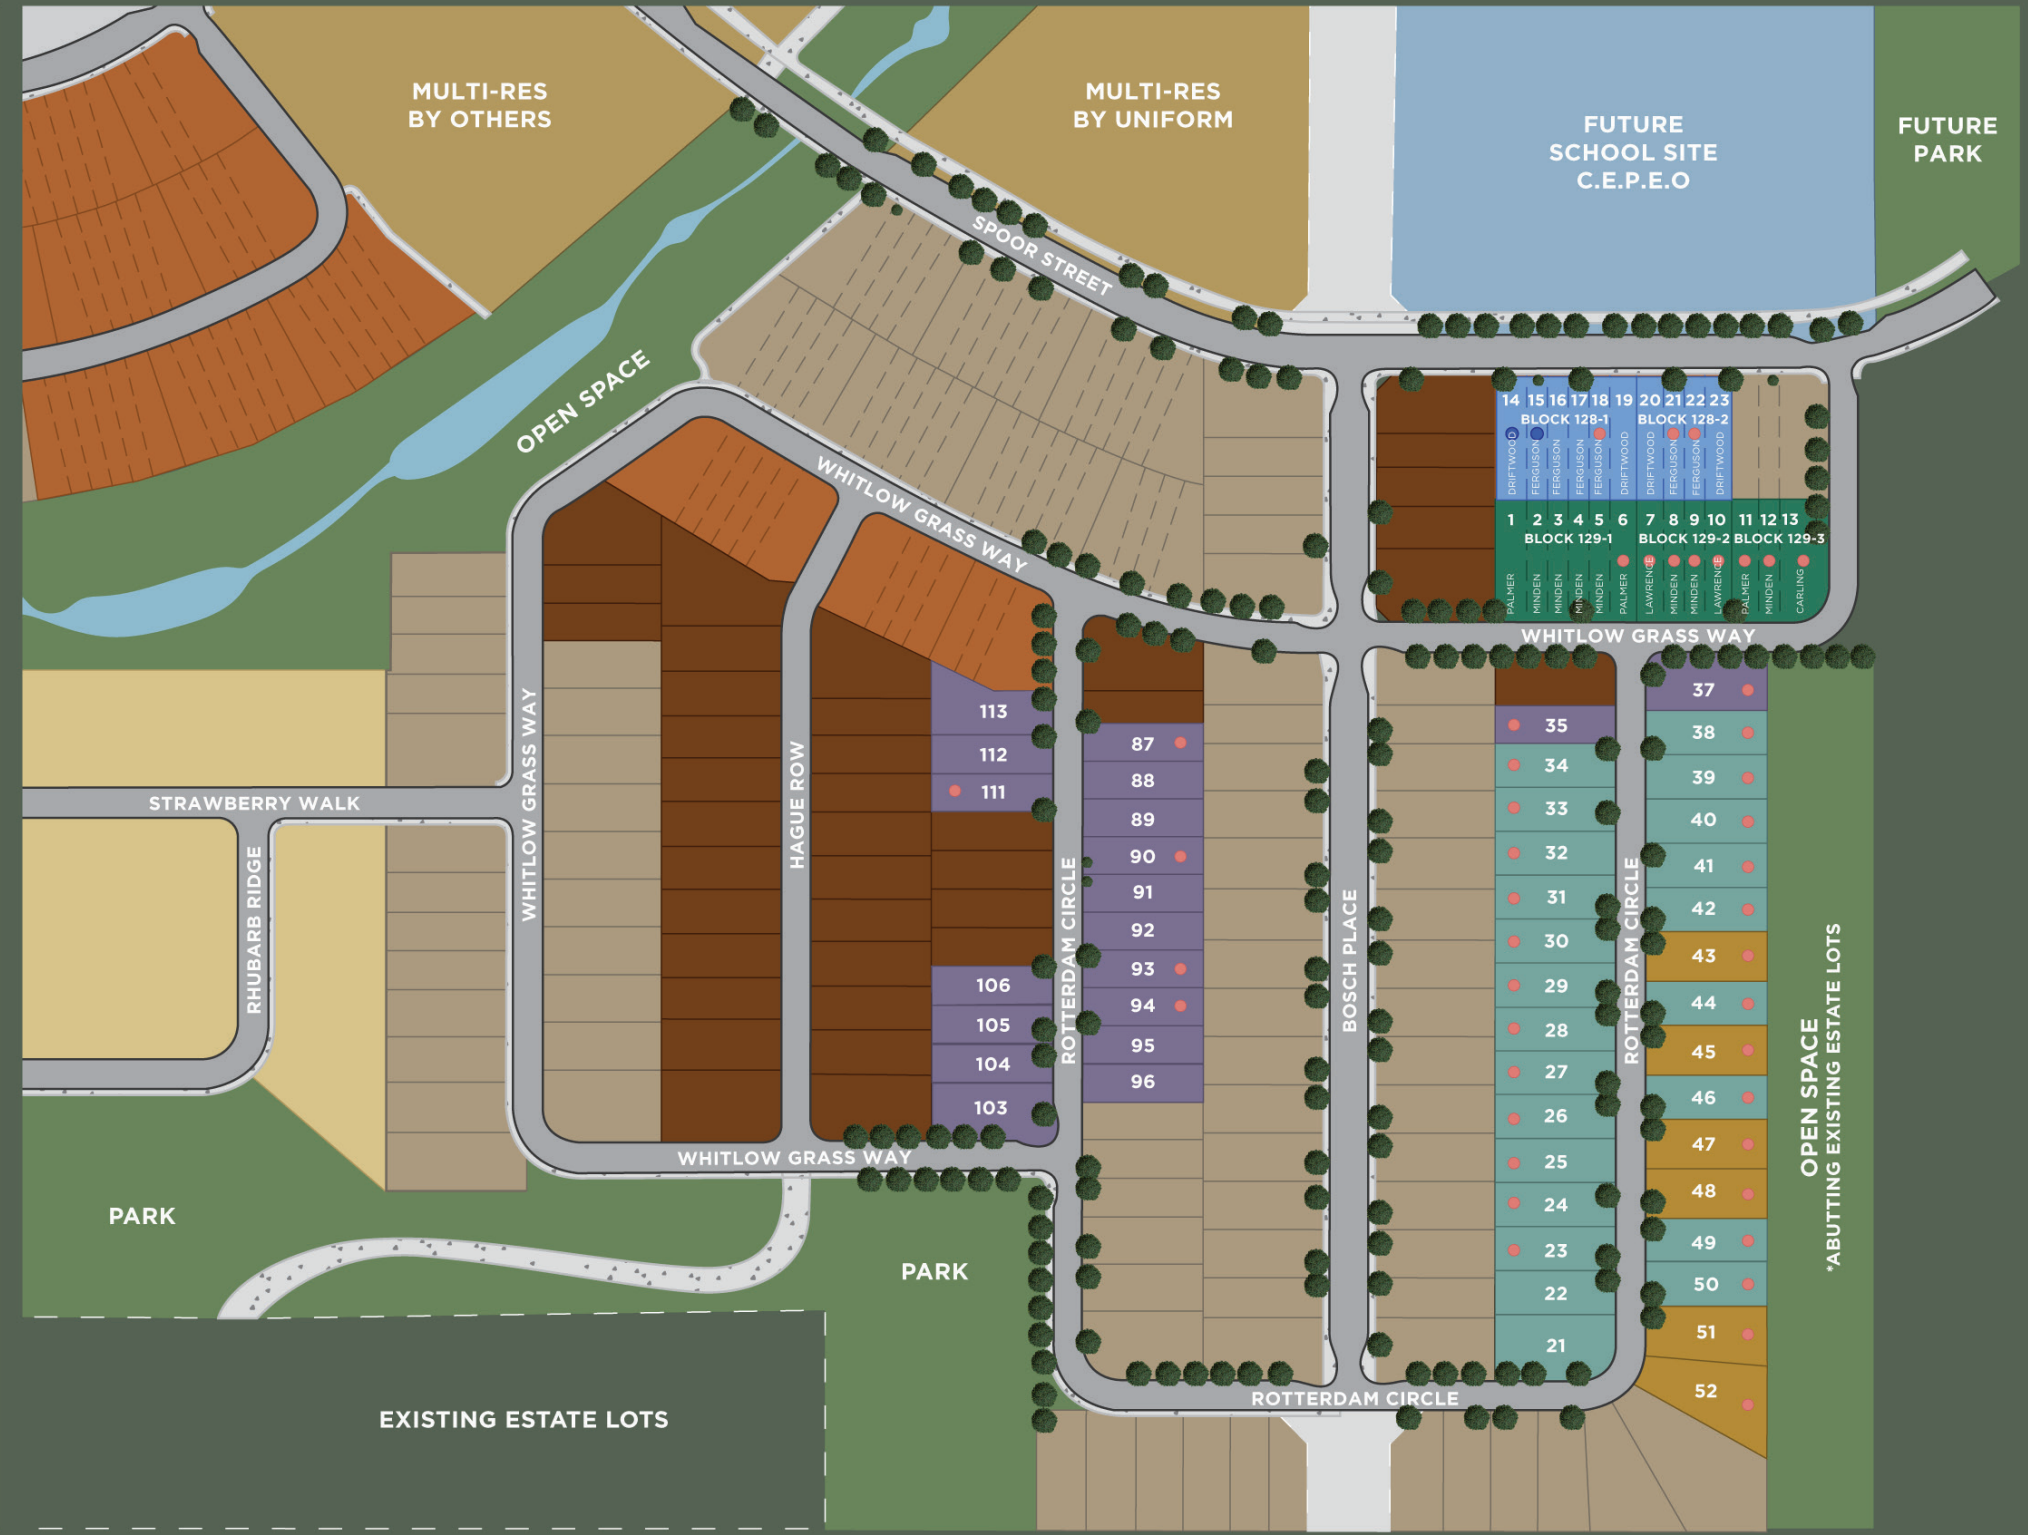 MULTI-RES
BY OTHERS
MULTI-RES
BY UNIFORM
FUTURE
SCHOOL SITE
C.E.P.E.O
FUTURE
PARK
SPOOR STREET
OPEN SPACE
WHITLOW GRASS WAY
14 15 16 17 18 19 20 21 22 23
BLOCK 128-1 BLOCK 128-2
DRIFTWOOD FERGUSON FERGUSON FERGUSON FERGUSON DRIFTWOOD DRIFTWOOD FERGUSON FERGUSON DRIFTWOOD
1 2 3 4 5 6 7 8 9 10 11 12 13
BLOCK 129-1 BLOCK 129-2 BLOCK 129-3
PALMER MINDEN MINDEN MINDEN MINDEN PALMER LAWRENCE MINDEN MINDEN LAWRENCE PALMER MINDEN CARLING
WHITLOW GRASS WAY
STRAWBERRY WALK
RHUBARB RIDGE
WHITLOW GRASS WAY
HAGUE ROW
113
112
111
106
105
104
103
ROTTERDAM CIRCLE
87
88
89
90
91
92
93
94
95
96
BOSCH PLACE
35
34
33
32
31
30
29
28
27
26
25
24
23
22
21
ROTTERDAM CIRCLE
37
38
39
40
41
42
43
44
45
46
47
48
49
50
51
52
OPEN SPACE
*ABUTTING EXISTING ESTATE LOTS
WHITLOW GRASS WAY
PARK
PARK
ROTTERDAM CIRCLE
EXISTING ESTATE LOTS